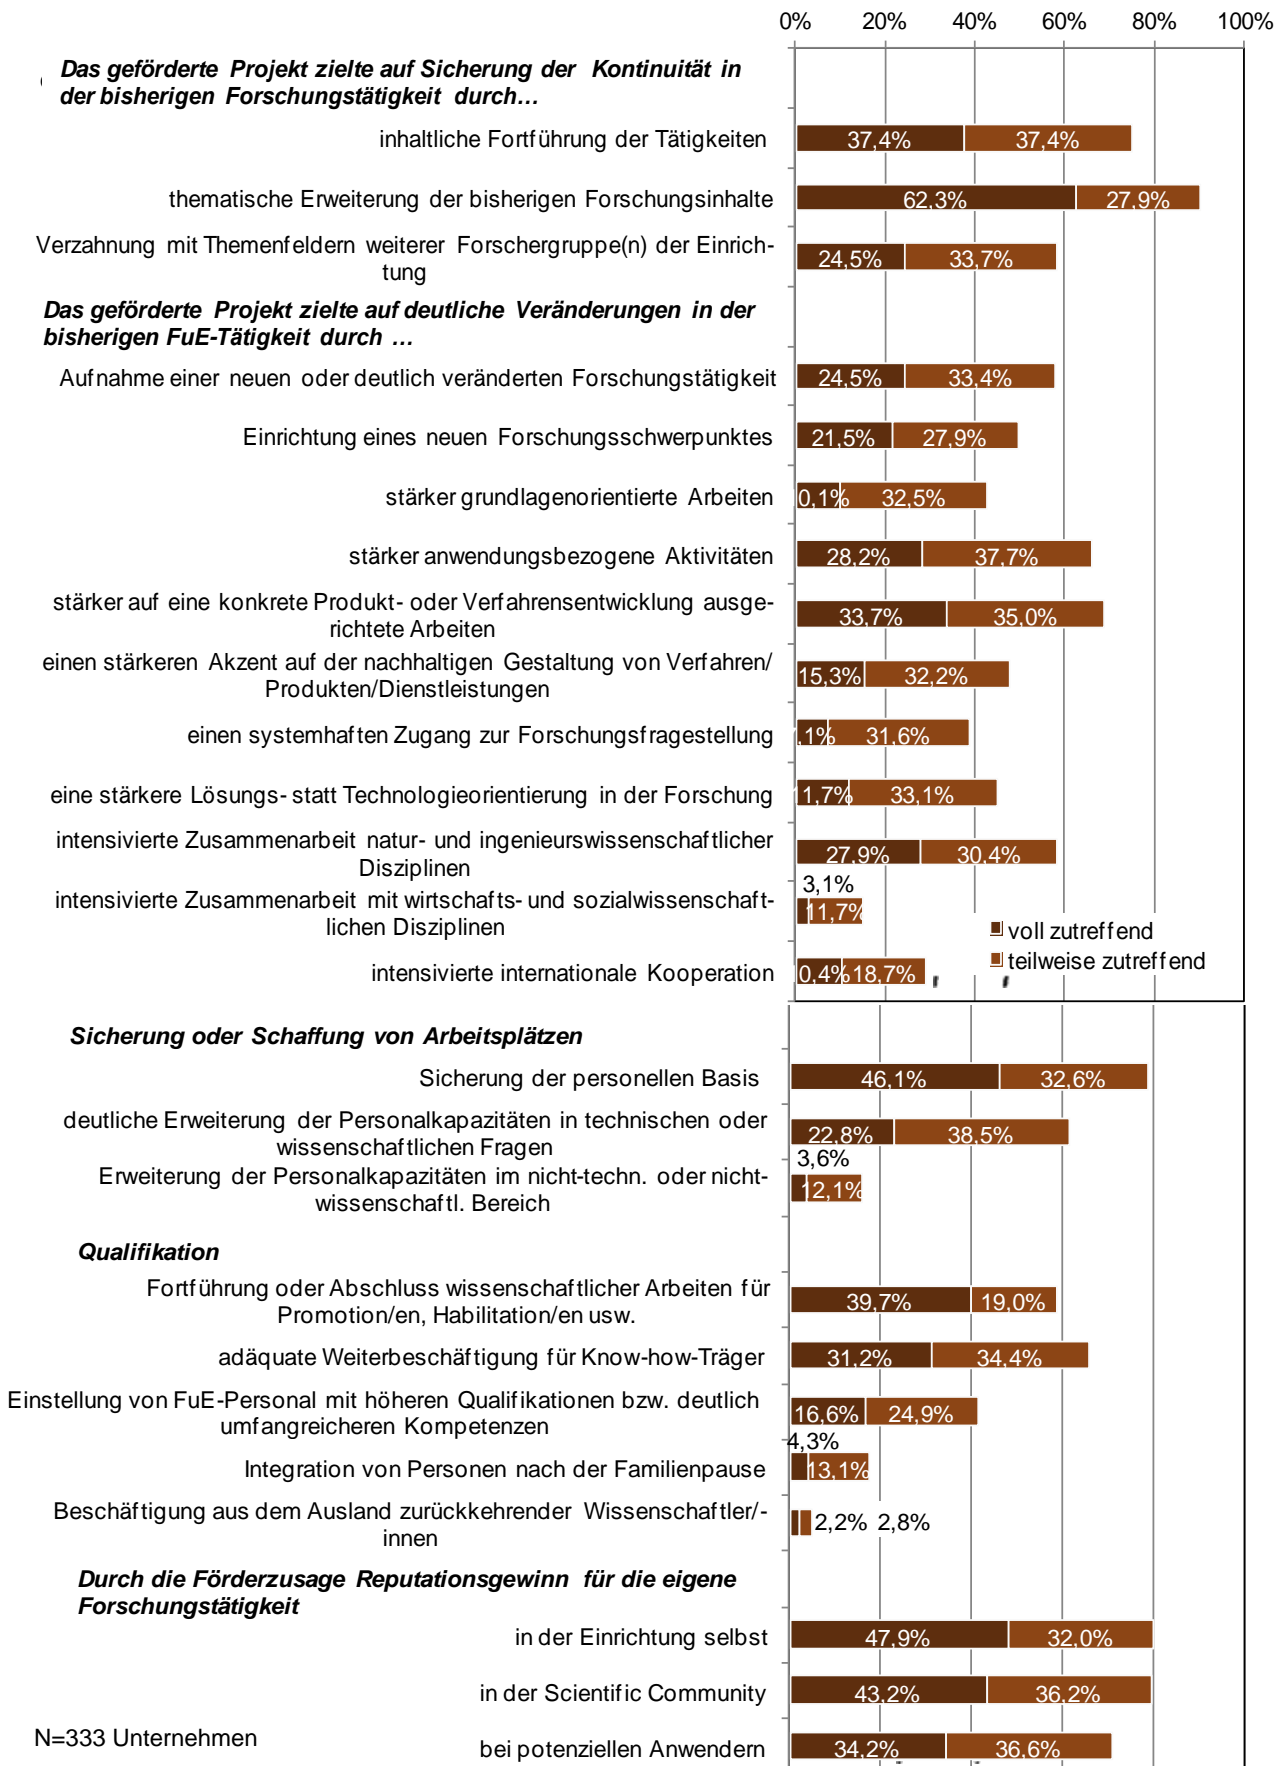 0% 20% 40% 60% 80% 100%
Das geförderte Projekt zielte auf Sicherung der Kontinuität in
der bisherigen Forschungstätigkeit durch…
inhaltliche Fortführung der Tätigkeiten 37,4% 37,4%
thematische Erweiterung der bisherigen Forschungsinhalte 62,3% 27,9%
Verzahnung mit Themenfeldern weiterer Forschergruppe(n) der Einrich-
tung 24,5% 33,7%
Das geförderte Projekt zielte auf deutliche Veränderungen in der
bisherigen FuE-Tätigkeit durch …
Aufnahme einer neuen oder deutlich veränderten Forschungstätigkeit 24,5% 33,4%
Einrichtung eines neuen Forschungsschwerpunktes 21,5% 27,9%
stärker grundlagenorientierte Arbeiten 0,1% 32,5%
stärker anwendungsbezogene Aktivitäten 28,2% 37,7%
stärker auf eine konkrete Produkt- oder Verfahrensentwicklung ausge-
richtete Arbeiten 33,7% 35,0%
einen stärkeren Akzent auf der nachhaltigen Gestaltung von Verfahren/
Produkten/Dienstleistungen 15,3% 32,2%
einen systemhaften Zugang zur Forschungsfragestellung ,1% 31,6%
eine stärkere Lösungs- statt Technologieorientierung in der Forschung 1,7% 33,1%
intensivierte Zusammenarbeit natur- und ingenieurswissenschaftlicher
Disziplinen 27,9% 30,4%
3,1%
intensivierte Zusammenarbeit mit wirtschafts- und sozialwissenschaft-
lichen Disziplinen 11,7%
voll zutreffend
teilweise zutreffend
intensivierte internationale Kooperation 0,4% 18,7%
Sicherung oder Schaffung von Arbeitsplätzen
Sicherung der personellen Basis 46,1% 32,6%
deutliche Erweiterung der Personalkapazitäten in technischen oder
wissenschaftlichen Fragen 22,8% 38,5%
3,6%
Erweiterung der Personalkapazitäten im nicht-techn. oder nicht-
wissenschaftl. Bereich 12,1%
Qualifikation
Fortführung oder Abschluss wissenschaftlicher Arbeiten für
Promotion/en, Habilitation/en usw. 39,7% 19,0%
adäquate Weiterbeschäftigung für Know-how-Träger 31,2% 34,4%
Einstellung von FuE-Personal mit höheren Qualifikationen bzw. deutlich
umfangreicheren Kompetenzen 16,6% 24,9%
4,3%
Integration von Personen nach der Familienpause 13,1%
Beschäftigung aus dem Ausland zurückkehrender Wissenschaftler/-
innen 2,2% 2,8%
Durch die Förderzusage Reputationsgewinn für die eigene
Forschungstätigkeit
in der Einrichtung selbst 47,9% 32,0%
in der Scientific Community 43,2% 36,2%
N=333 Unternehmen
bei potenziellen Anwendern 34,2% 36,6%